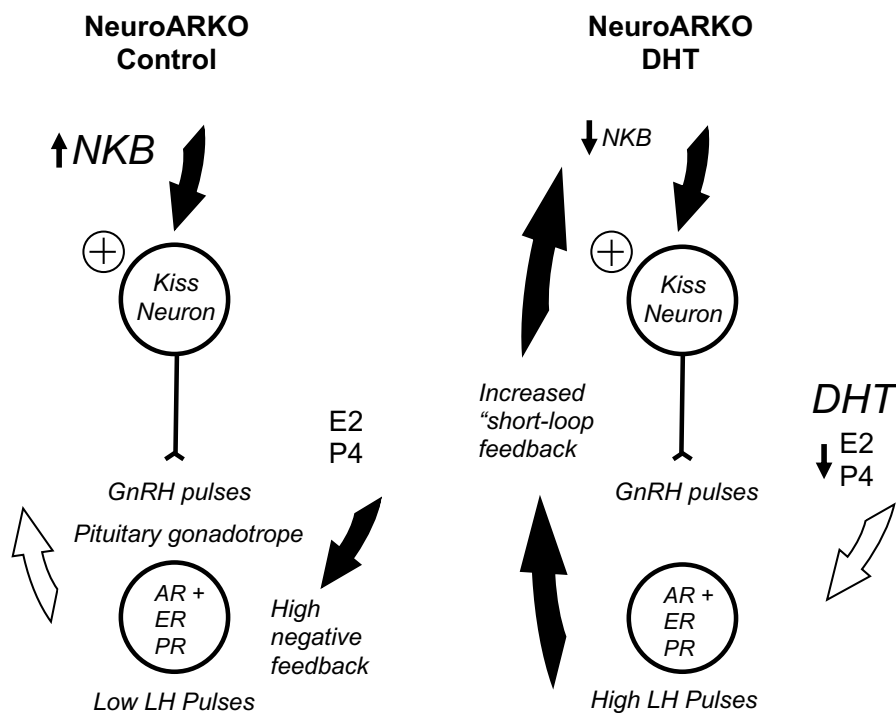 NeuroARKO
Control
↑NKB
+
Kiss
Neuron
E2
P4
GnRH pulses
Pituitary gonadotrope
AR +
ER
PR
High
negative
feedback
Low LH Pulses
NeuroARKO
DHT
↓NKB
+
Kiss
Neuron
Increased
“short-loop
feedback
DHT
↓E2
P4
GnRH pulses
AR +
ER
PR
High LH Pulses